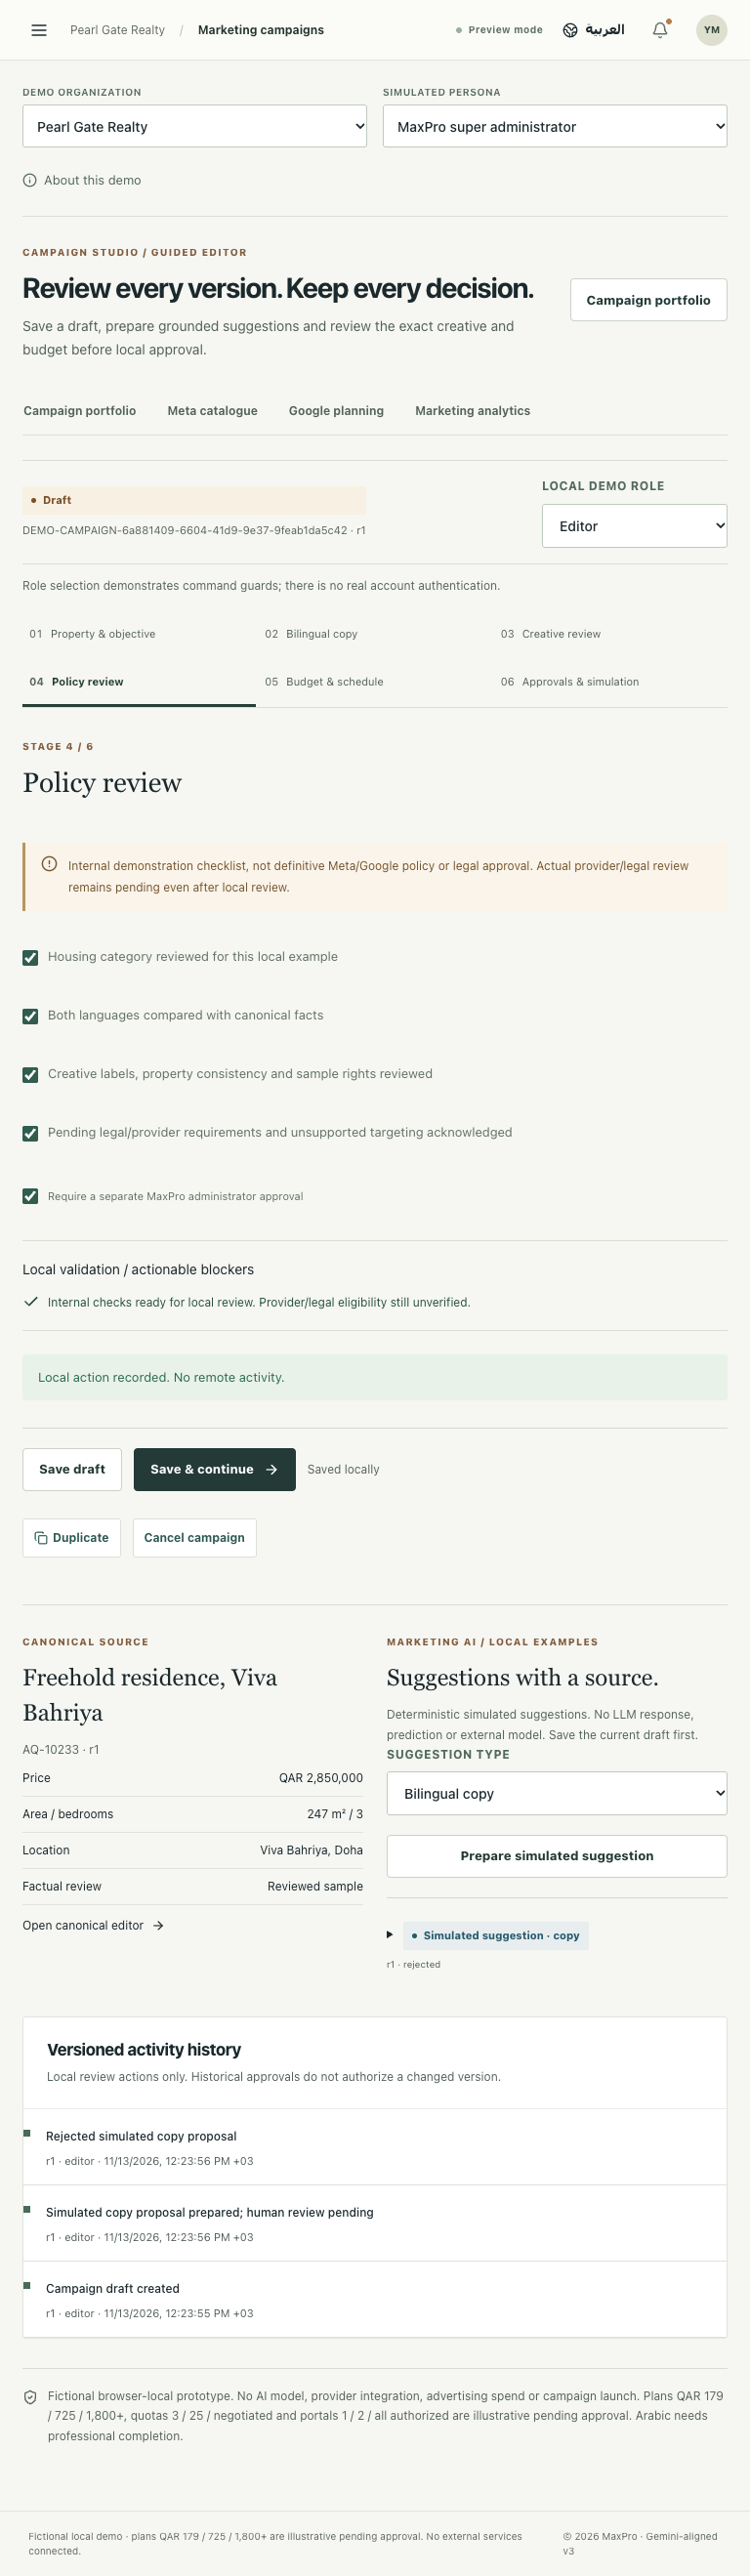 Pearl Gate Realty / Marketing campaigns
Preview mode
العربية
YM
DEMO ORGANIZATION
Pearl Gate Realty
SIMULATED PERSONA
MaxPro super administrator
About this demo
CAMPAIGN STUDIO / GUIDED EDITOR
Review every version. Keep every decision.
Save a draft, prepare grounded suggestions and review the exact creative and
budget before local approval.
Campaign portfolio
Campaign portfolio
Meta catalogue
Google planning
Marketing analytics
Draft
DEMO-CAMPAIGN-6a881409-6604-41d9-9e37-9feab1da5c42 · r1
LOCAL DEMO ROLE
Editor
Role selection demonstrates command guards; there is no real account authentication.
01 Property & objective
02 Bilingual copy
03 Creative review
04 Policy review
05 Budget & schedule
06 Approvals & simulation
STAGE 4 / 6
Policy review
Internal demonstration checklist, not definitive Meta/Google policy or legal approval. Actual provider/legal review
remains pending even after local review.
Housing category reviewed for this local example
Both languages compared with canonical facts
Creative labels, property consistency and sample rights reviewed
Pending legal/provider requirements and unsupported targeting acknowledged
Require a separate MaxPro administrator approval
Local validation / actionable blockers
Internal checks ready for local review. Provider/legal eligibility still unverified.
Local action recorded. No remote activity.
Save draft
Save & continue
Saved locally
Duplicate
Cancel campaign
CANONICAL SOURCE
Freehold residence, Viva
Bahriya
AQ-10233 · r1
Price QAR 2,850,000
Area / bedrooms 247 m² / 3
Location Viva Bahriya, Doha
Factual review Reviewed sample
Open canonical editor
MARKETING AI / LOCAL EXAMPLES
Suggestions with a source.
Deterministic simulated suggestions. No LLM response,
prediction or external model. Save the current draft first.
SUGGESTION TYPE
Bilingual copy
Prepare simulated suggestion
Simulated suggestion · copy
r1 · rejected
Versioned activity history
Local review actions only. Historical approvals do not authorize a changed version.
Rejected simulated copy proposal
r1 · editor · 11/13/2026, 12:23:56 PM +03
Simulated copy proposal prepared; human review pending
r1 · editor · 11/13/2026, 12:23:56 PM +03
Campaign draft created
r1 · editor · 11/13/2026, 12:23:55 PM +03
Fictional browser-local prototype. No AI model, provider integration, advertising spend or campaign launch. Plans QAR 179
/ 725 / 1,800+, quotas 3 / 25 / negotiated and portals 1 / 2 / all authorized are illustrative pending approval. Arabic needs
professional completion.
Fictional local demo · plans QAR 179 / 725 / 1,800+ are illustrative pending approval. No external services
connected.
© 2026 MaxPro · Gemini-aligned
v3